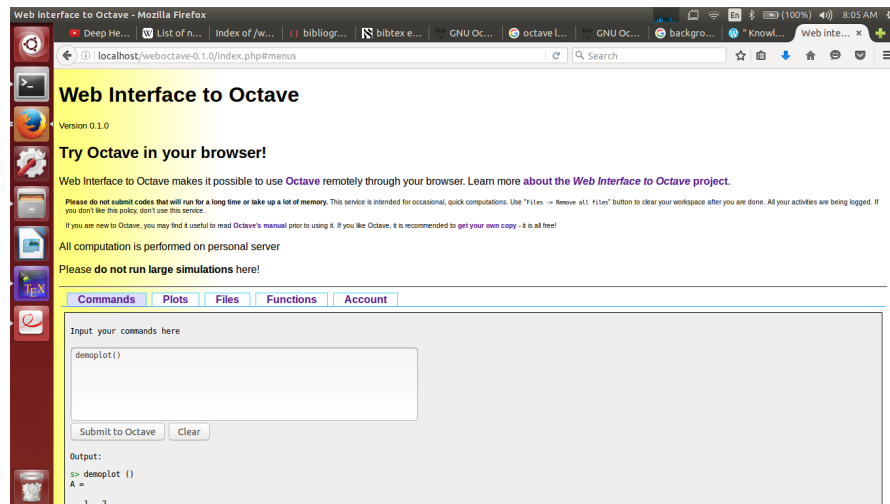 Web interface to Octave - Mozilla Firefox
En (100%) 8:05 AM
Deep He... List of n... Index of /w... bibliogr... bibtex e... GNU Oc... octave l... GNU Oc... backgro... " Knowl... Web inte...
localhost/weboctave-0.1.0/index.php#menus Search
Web Interface to Octave
Version 0.1.0
Try Octave in your browser!
Web Interface to Octave makes it possible to use Octave remotely through your browser. Learn more about the Web Interface to Octave project.
Please do not submit codes that will run for a long time or take up a lot of memory. This service is intended for occasional, quick computations. Use "Files -> Remove all files" button to clear your workspace after you are done. All your activities are being logged. If
you don't like this policy, don't use this service.
If you are new to Octave, you may find it useful to read Octave's manual prior to using it. If you like Octave, it is recommended to get your own copy - it is all free!
All computation is performed on personal server
Please do not run large simulations here!
Commands Plots Files Functions Account
Input your commands here
demoplot()
Submit to Octave Clear
Output:
s> demoplot ()
A =
1 2
TEX